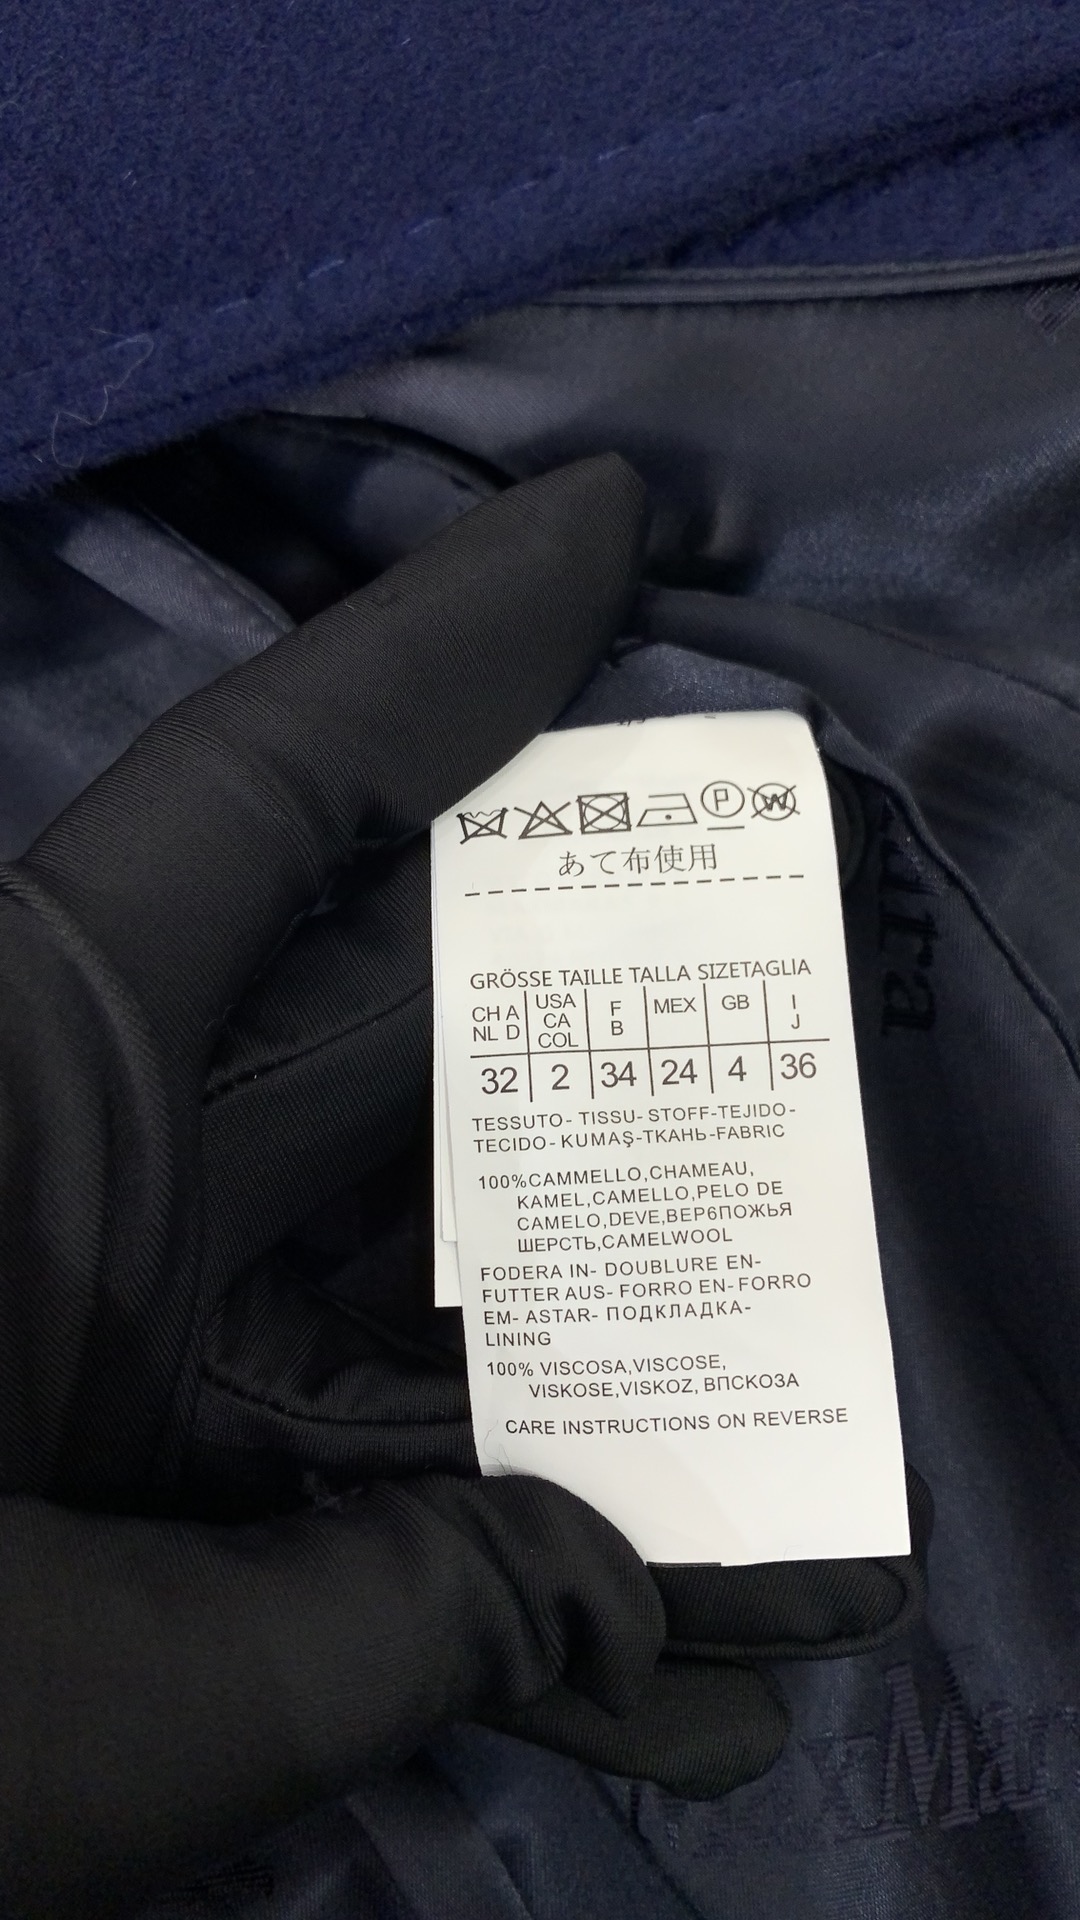 P W
あて布使用
GRÖSSE TAILLE TALLA SIZETAGLIA
CH A NL D | USA CA COL | F B | MEX | GB | I J
32 | 2 | 34 | 24 | 4 | 36
TESSUTO- TISSU- STOFF-TEJIDO-
TECIDO- KUMAŞ-TKAHЬ-FABRIC
100%CAMMELLO,CHAMEAU,
KAMEL,CAMELLO,PELO DE
CAMELO,DEVE,ВЕР6ПОЖЬЯ
ШЕРСТЬ,CAMELWOOL
FODERA IN- DOUBLURE EN-
FUTTER AUS- FORRO EN-FORRO
EM- ASTAR- ПОДКЛАДКА-
LINING
100% VISCOSA,VISCOSE,
VISKOSE,VISKOZ, ВПСКОЗА
CARE INSTRUCTIONS ON REVERSE